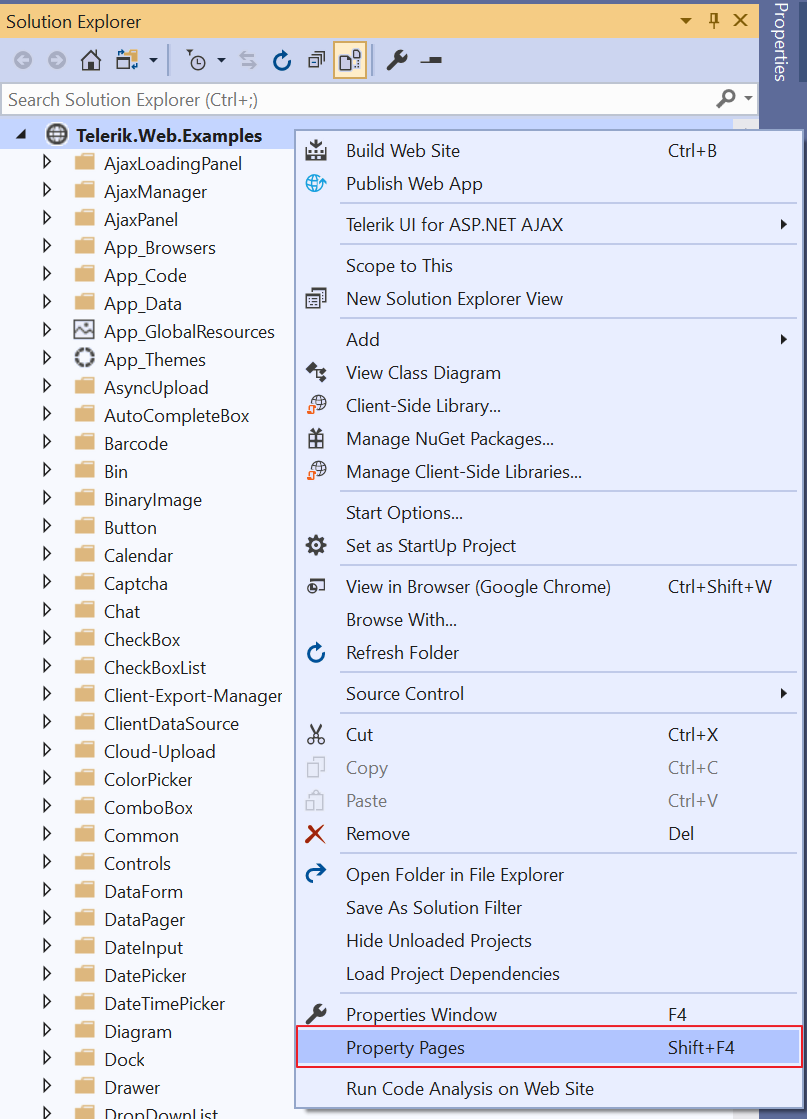 Solution Explorer
Properties
Search Solution Explorer (Ctrl+;)
Telerik.Web.Examples
AjaxLoadingPanel
AjaxManager
AjaxPanel
App_Browsers
App_Code
App_Data
App_GlobalResources
App_Themes
AsyncUpload
AutoCompleteBox
Barcode
Bin
BinaryImage
Button
Calendar
Captcha
Chat
CheckBox
CheckBoxList
Client-Export-Manager
ClientDataSource
Cloud-Upload
ColorPicker
ComboBox
Common
Controls
DataForm
DataPager
DateInput
DatePicker
DateTimePicker
Diagram
Dock
Drawer
DropDownList
Build Web Site Ctrl+B
Publish Web App
Telerik UI for ASP.NET AJAX
Scope to This
New Solution Explorer View
Add
View Class Diagram
Client-Side Library...
Manage NuGet Packages...
Manage Client-Side Libraries...
Start Options...
Set as StartUp Project
View in Browser (Google Chrome) Ctrl+Shift+W
Browse With...
Refresh Folder
Source Control
Cut Ctrl+X
Copy Ctrl+C
Paste Ctrl+V
Remove Del
Open Folder in File Explorer
Save As Solution Filter
Hide Unloaded Projects
Load Project Dependencies
Properties Window F4
Property Pages Shift+F4
Run Code Analysis on Web Site